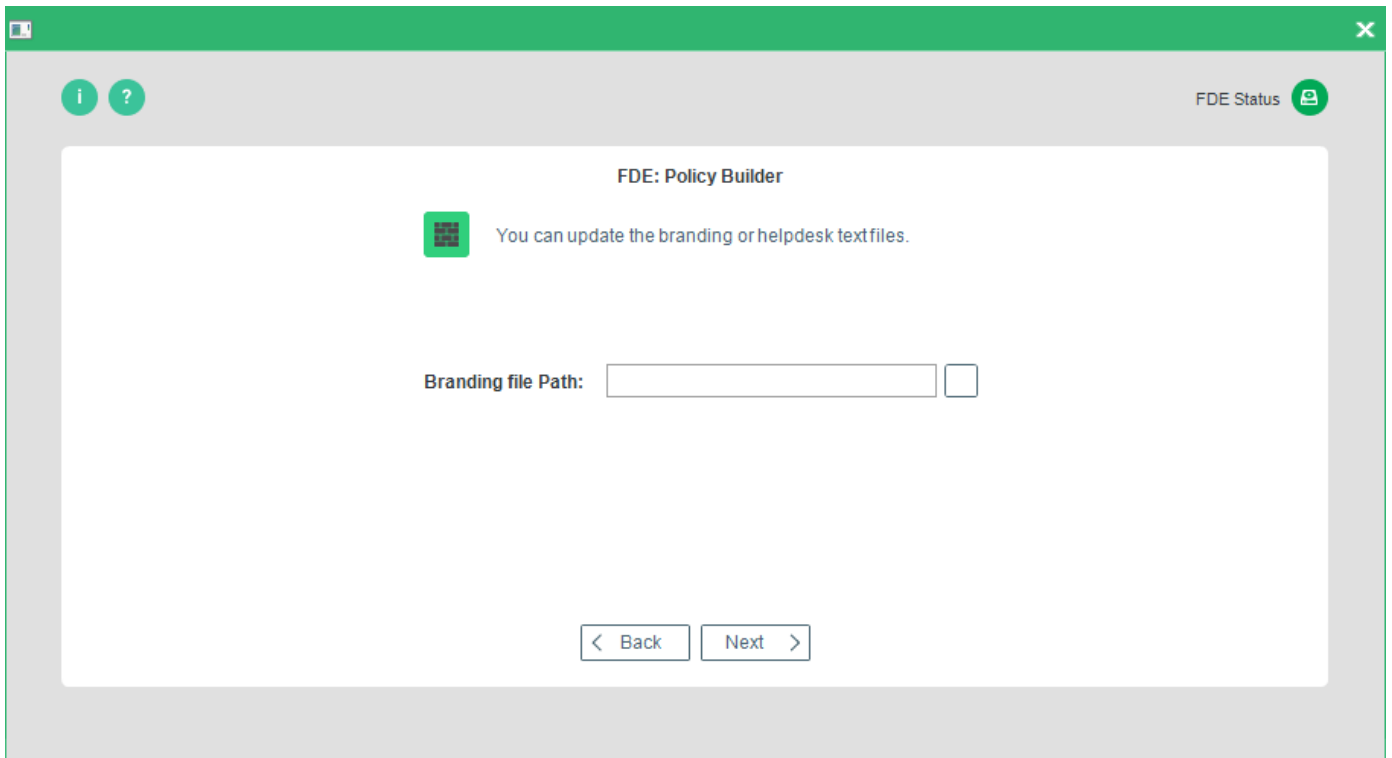 i ?
FDE Status
FDE: Policy Builder
You can update the branding or helpdesk text files.
Branding file Path:
Back
Next